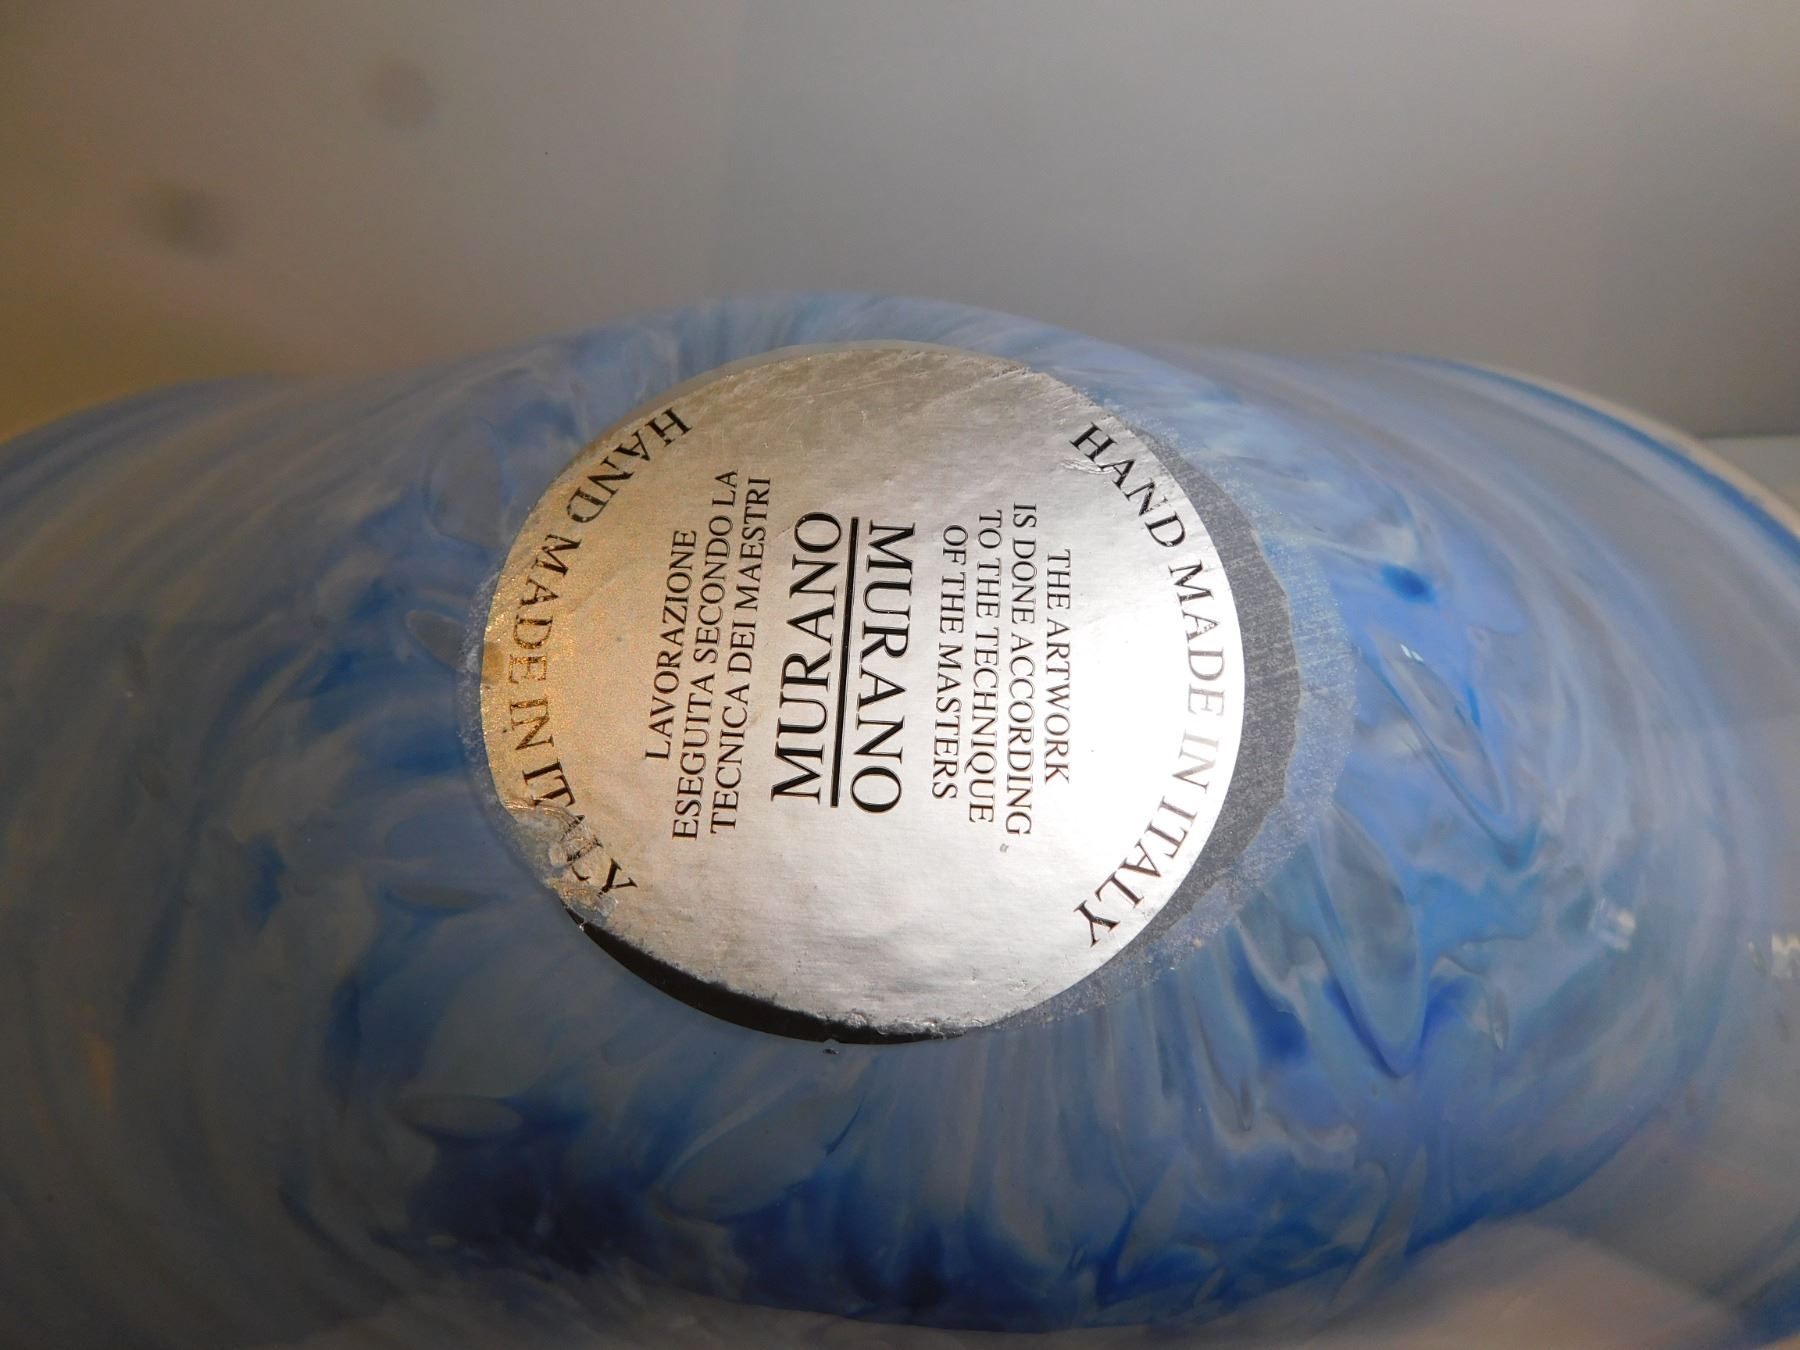 HAND MADE IN ITALY
LAVORAZIONE
ESEGUITA SECONDO LA
TECNICA DEI MAESTRI
MURANO
MURANO
OF THE MASTERS
TO THE TECHNIQUE
IS DONE ACCORDING
THE ARTWORK
HAND MADE IN ITALY